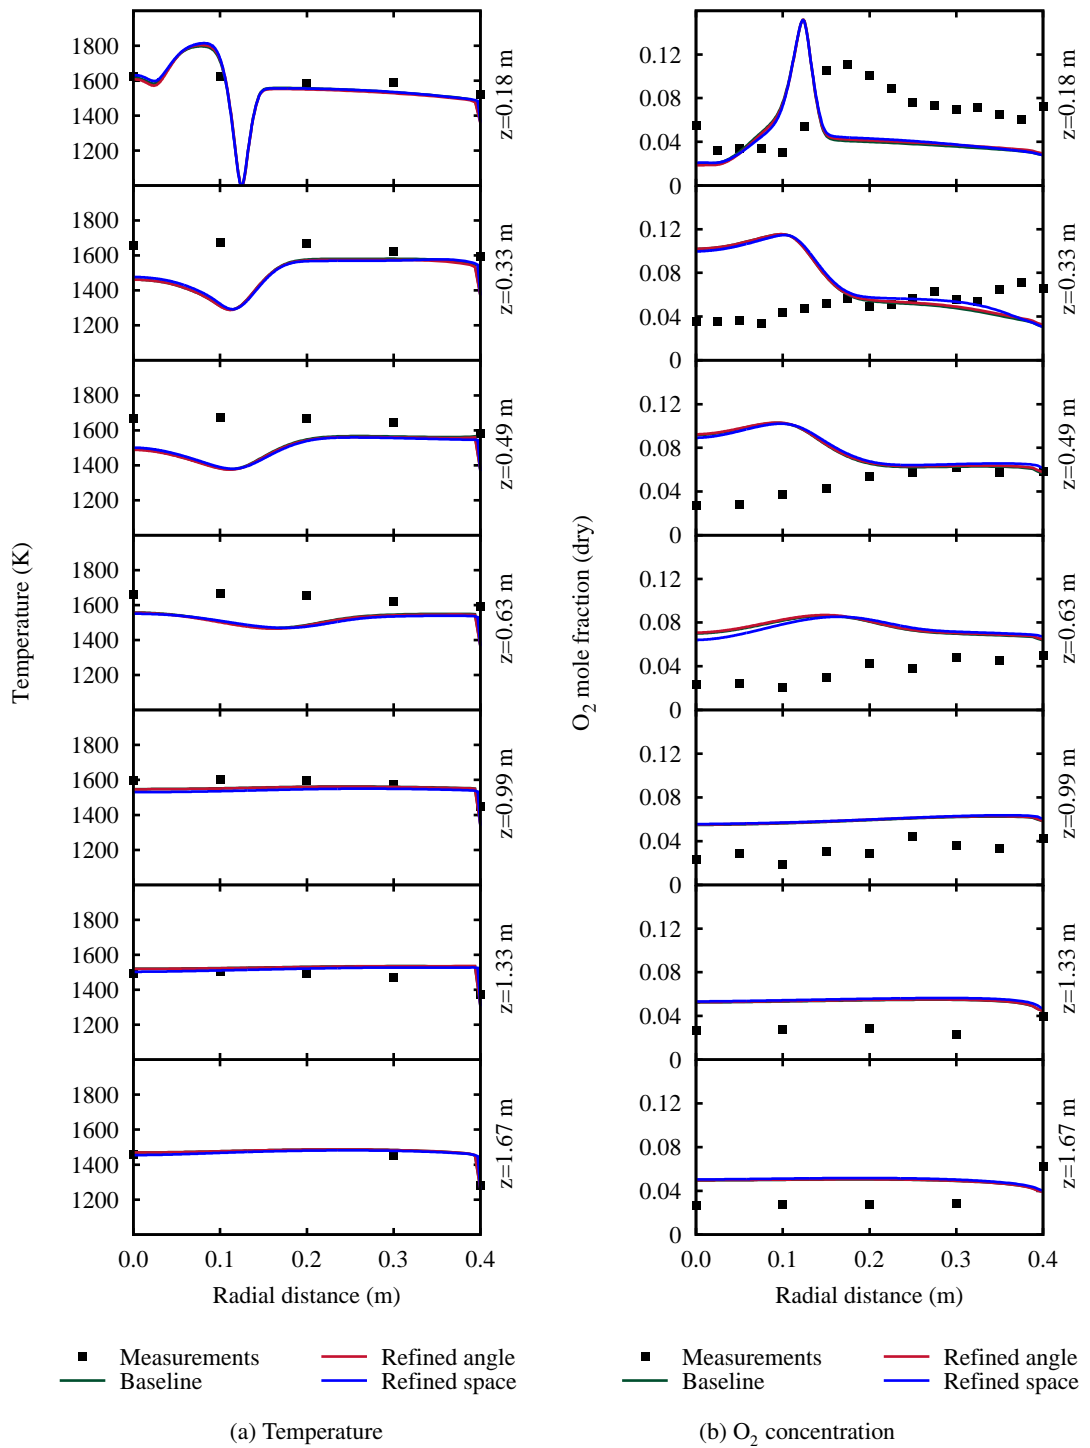 1800
1600
1400
1200
z=0.18 m
1800
1600
1400
1200
z=0.33 m
1800
1600
1400
1200
z=0.49 m
1800
1600
1400
1200
z=0.63 m
1800
1600
1400
1200
z=0.99 m
1800
1600
1400
1200
z=1.33 m
1800
1600
1400
1200
z=1.67 m
Temperature (K)
0.0 0.1 0.2 0.3 0.4
Radial distance (m)
Measurements
Baseline
Refined angle
Refined space
(a) Temperature
0.12
0.08
0.04
0
z=0.18 m
0.12
0.08
0.04
0
z=0.33 m
0.12
0.08
0.04
0
z=0.49 m
0.12
0.08
0.04
0
z=0.63 m
0.12
0.08
0.04
0
z=0.99 m
0.12
0.08
0.04
0
z=1.33 m
0.12
0.08
0.04
0
z=1.67 m
O₂ mole fraction (dry)
0.0 0.1 0.2 0.3 0.4
Radial distance (m)
Measurements
Baseline
Refined angle
Refined space
(b) O₂ concentration